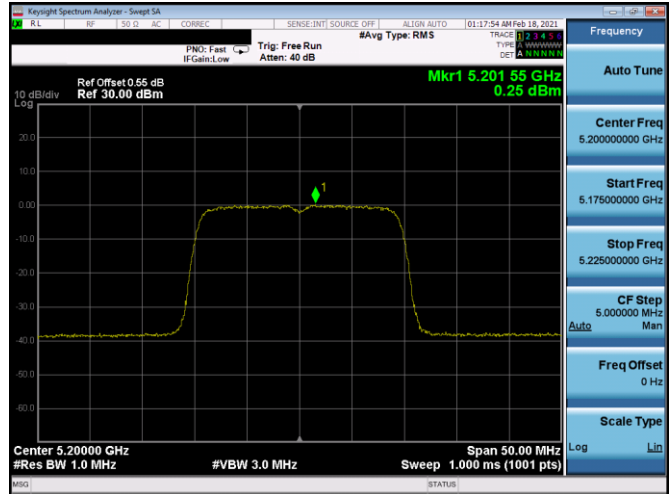 Keysight Spectrum Analyzer - Swept SA
RL RF 50 Ω AC CORREC SENSE:INT SOURCE OFF ALIGN AUTO 01:17:54 AM Feb 18, 2021
#Avg Type: RMS
TRACE 1 2 3 4 5 6
PNO: Fast Trig: Free Run
TYPE A WWWWW
IFGain:Low Atten: 40 dB
DET A N N N N N
Frequency
Auto Tune
Mkr1 5.201 55 GHz
0.25 dBm
Ref Offset 0.55 dB
10 dB/div Ref 30.00 dBm
Log
20.0
10.0
0.00
-10.0
-20.0
-30.0
-40.0
-50.0
-60.0
1
Center Freq
5.200000000 GHz
Start Freq
5.175000000 GHz
Stop Freq
5.225000000 GHz
CF Step
5.000000 MHz
Auto Man
Freq Offset
0 Hz
Scale Type
Log Lin
Center 5.20000 GHz Span 50.00 MHz
#Res BW 1.0 MHz #VBW 3.0 MHz Sweep 1.000 ms (1001 pts)
MSG STATUS